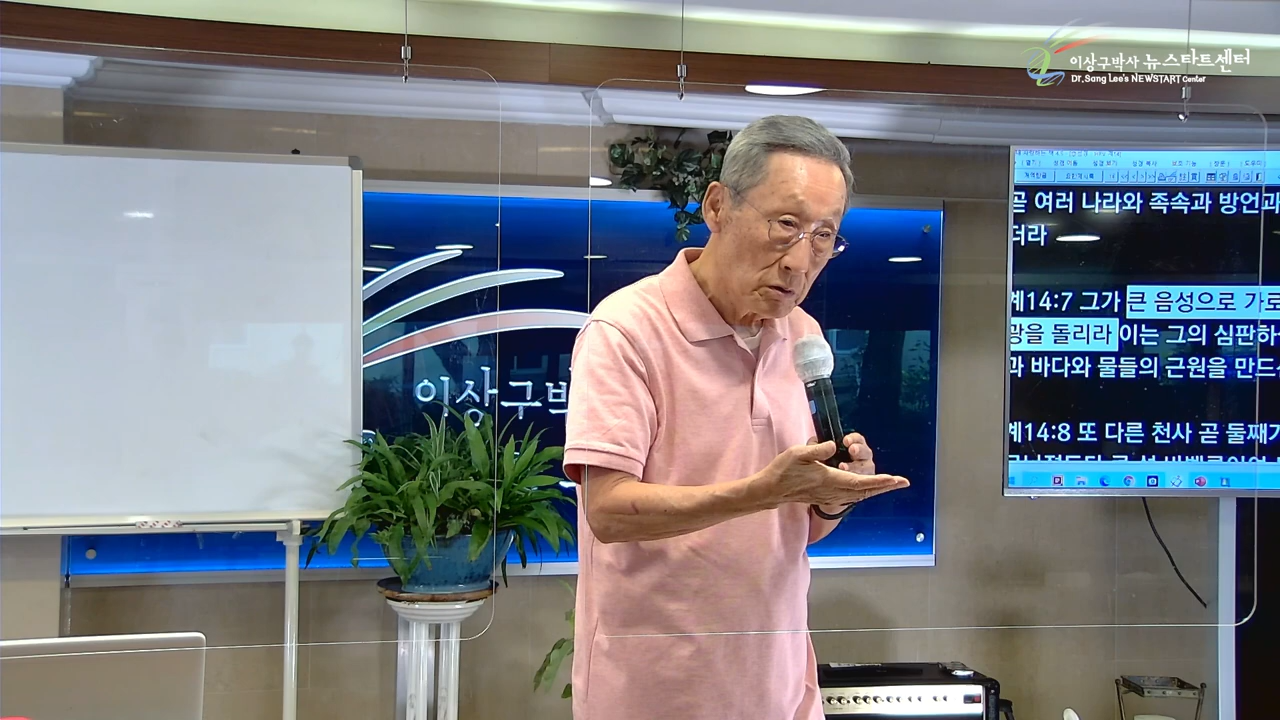 이상구박사 뉴스타트센터
Dr.Sang Lee's NEWSTART Center
이상구박
곧 여러 나라와 족속과 방언과
더라
계14:7 그가 큰 음성으로 가로
광을 돌리라 이는 그의 심판하
과 바다와 물들의 근원을 만드
계14:8 또 다른 천사 곧 둘째가